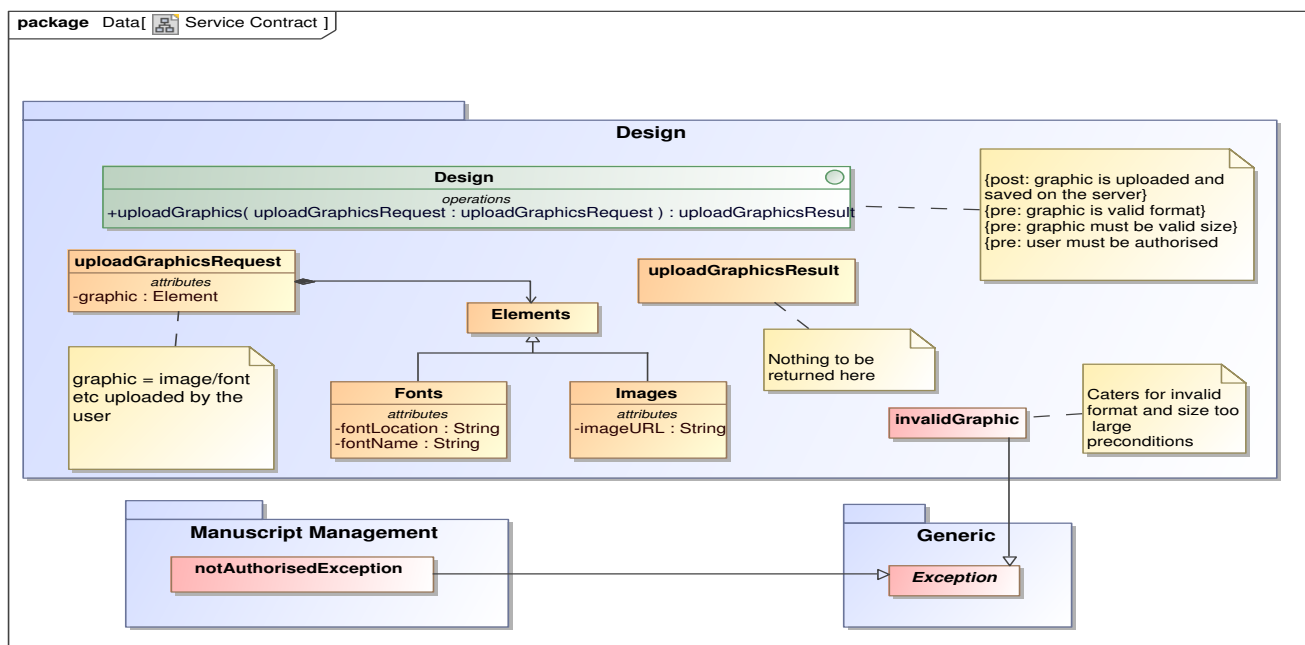 package Data[ Service Contract ]
Design
Design
operations
+uploadGraphics( uploadGraphicsRequest : uploadGraphicsRequest ) : uploadGraphicsResult
{post: graphic is uploaded and
saved on the server}
{pre: graphic is valid format}
{pre: graphic must be valid size}
{pre: user must be authorised
uploadGraphicsRequest
attributes
-graphic : Element
uploadGraphicsResult
Elements
graphic = image/font
etc uploaded by the
user
Nothing to be
returned here
Fonts
attributes
-fontLocation : String
-fontName : String
Images
attributes
-imageURL : String
invalidGraphic
Caters for invalid
format and size too
large
preconditions
Manuscript Management
notAuthorisedException
Generic
Exception